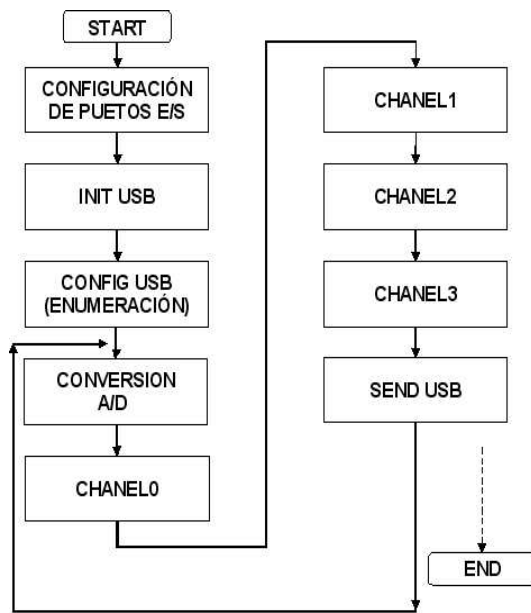 START
CONFIGURACIÓN
DE PUETOS E/S
INIT USB
CONFIG USB
(ENUMERACIÓN)
CONVERSION
A/D
CHANEL0
CHANEL1
CHANEL2
CHANEL3
SEND USB
END